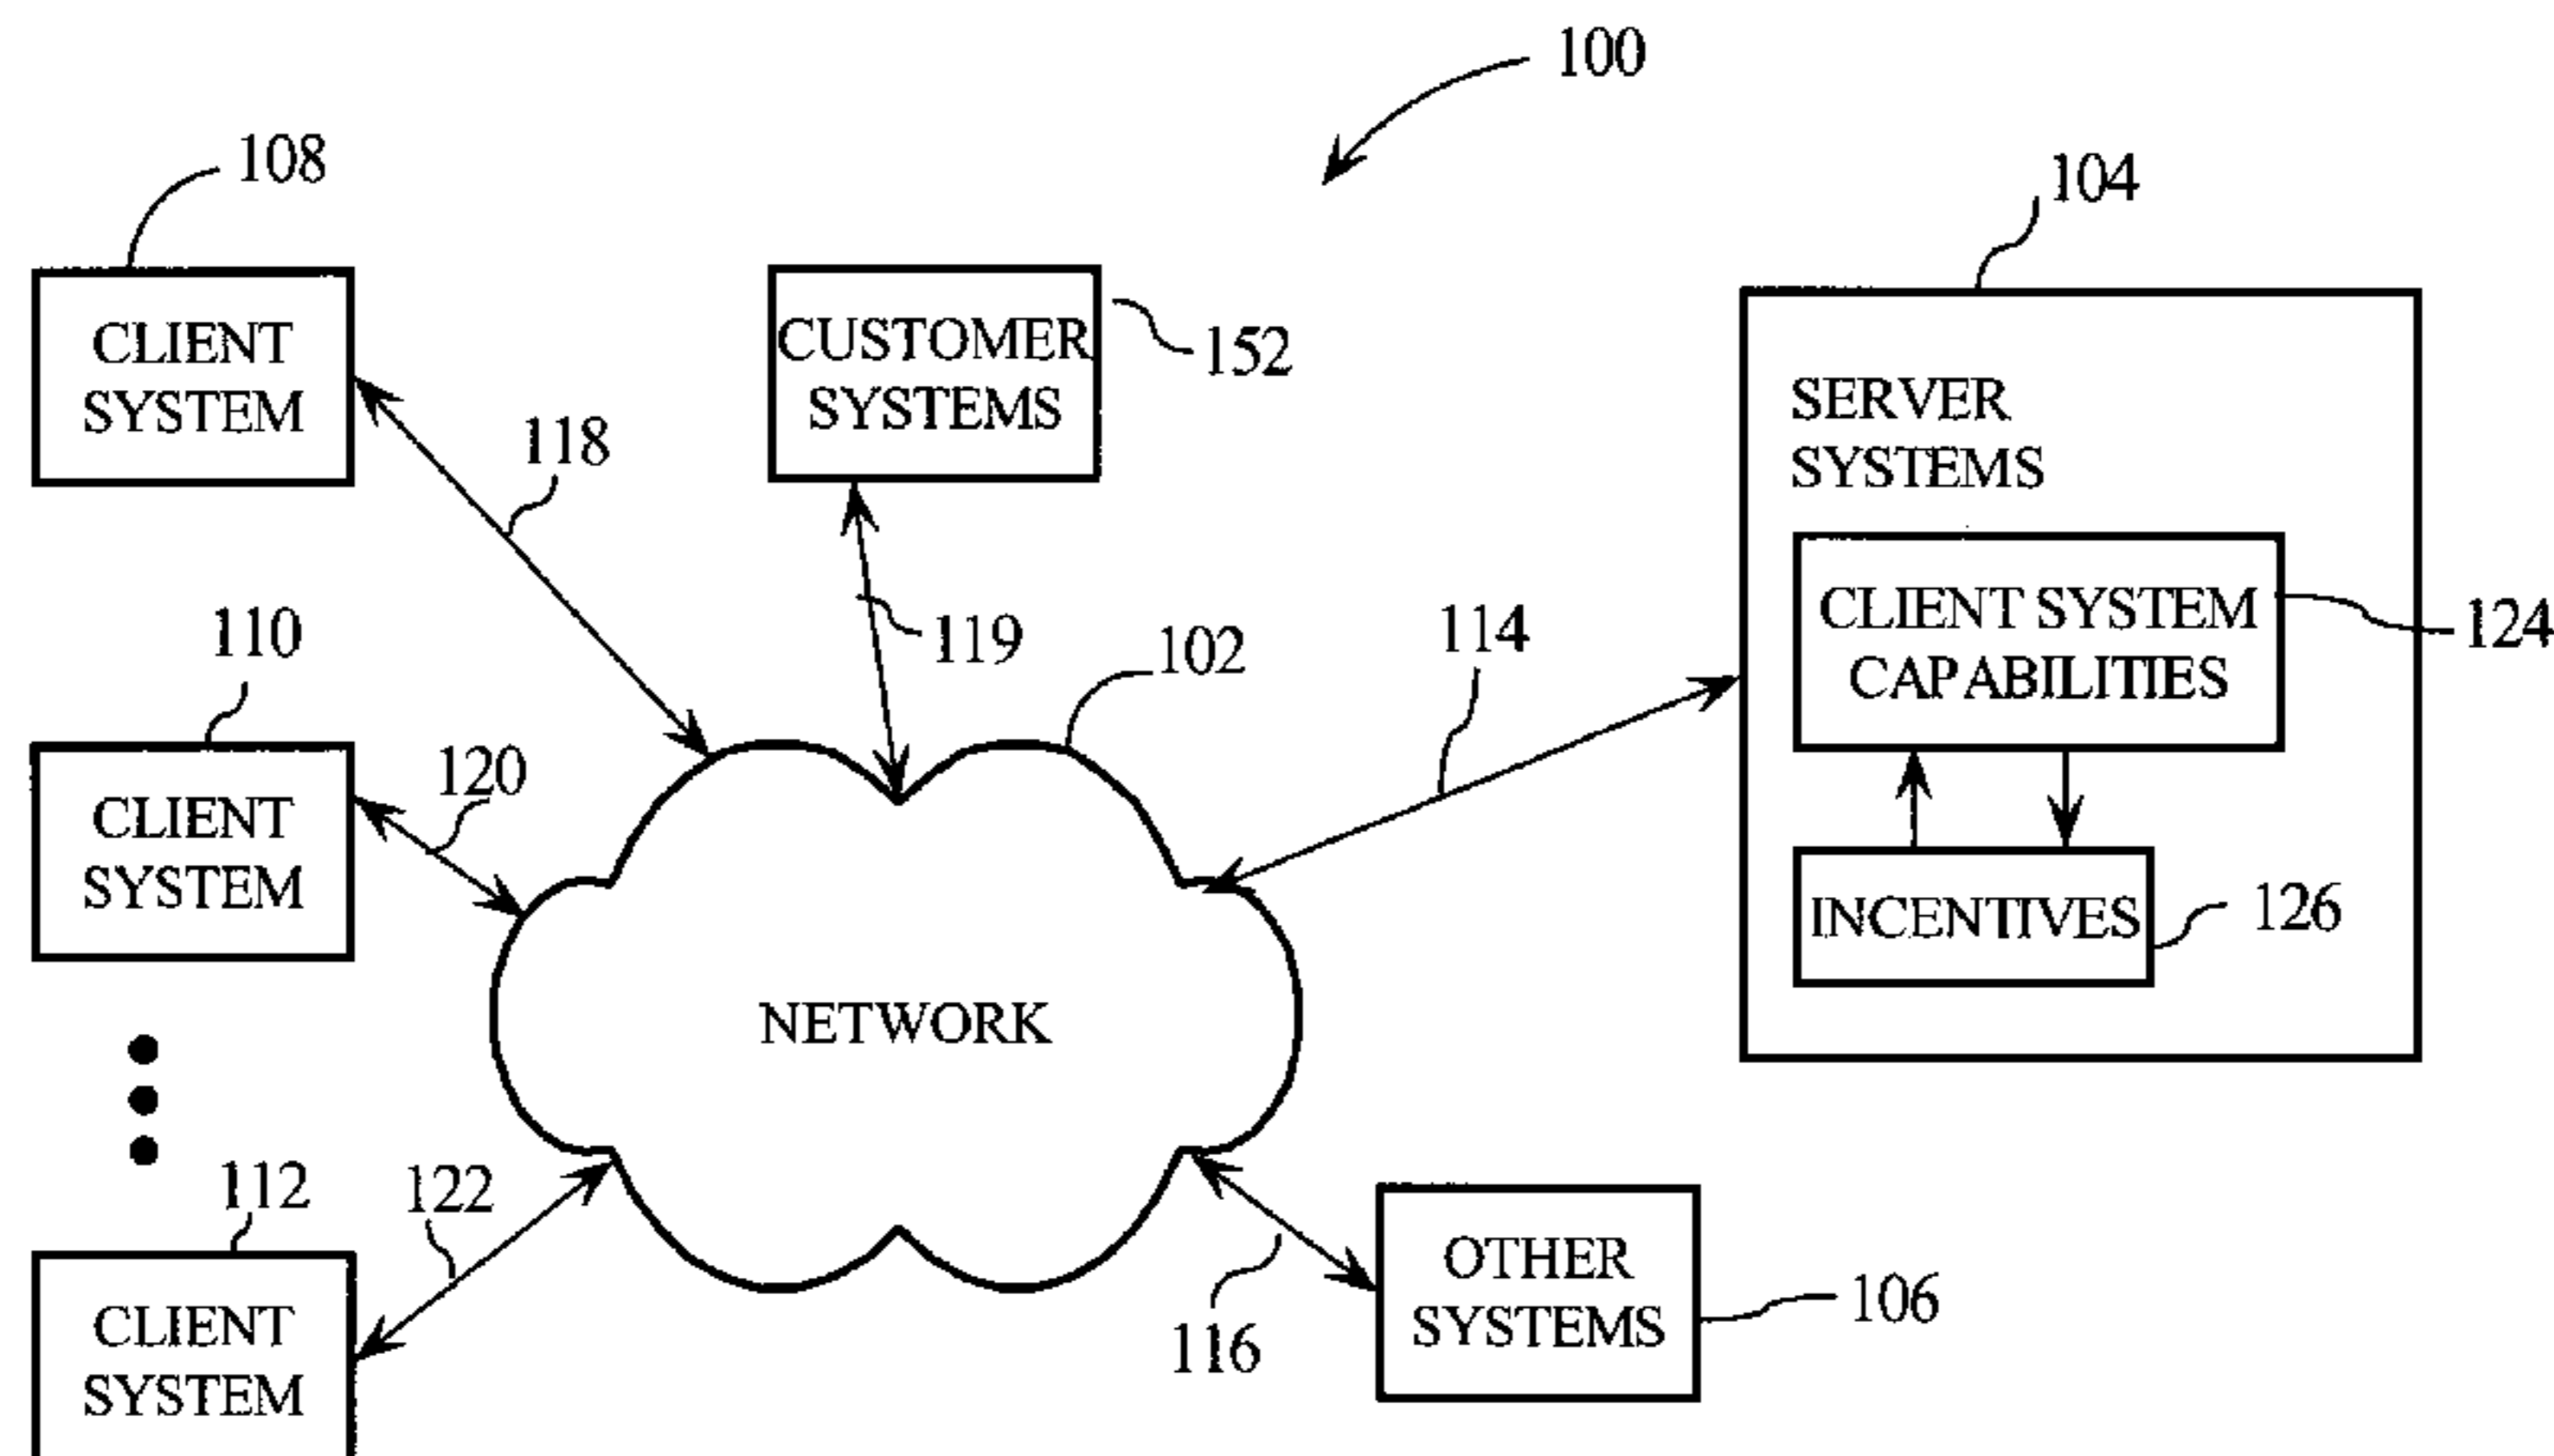 100
108
104
CLIENT
SYSTEM
CUSTOMER
SYSTEMS
152
118
SERVER
SYSTEMS
110
119
102
114
CLIENT SYSTEM
CAPABILITIES
124
CLIENT
SYSTEM
120
INCENTIVES
126
NETWORK
112
122
CLIENT
SYSTEM
116
OTHER
SYSTEMS
106